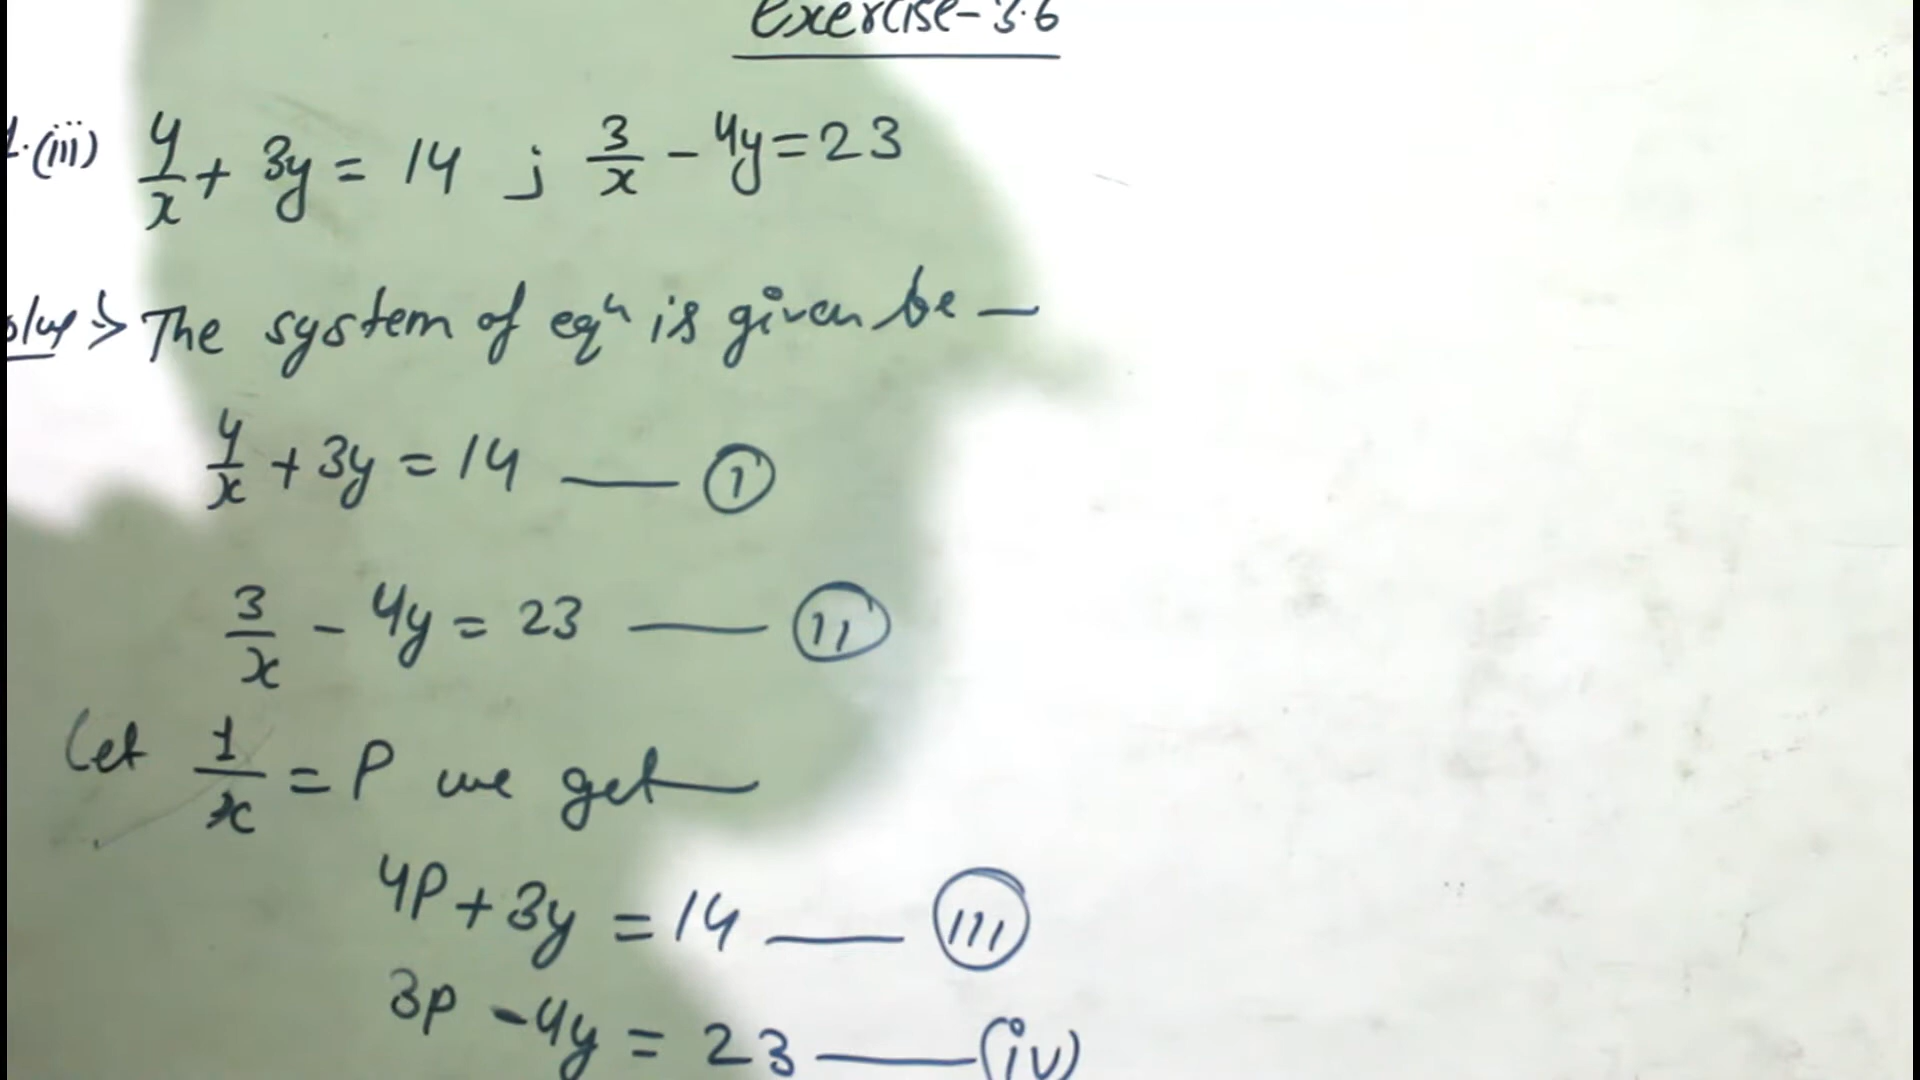 Exercise-3.6
1.(iii) 4/x + 3y = 14 ; 3/x - 4y = 23
The system of eqn is given be —
4/x + 3y = 14 — (I)
3/x - 4y = 23 — (II)
Let 1/x = P we get —
4P + 3y = 14 — (III)
3P - 4y = 23 — (iv)